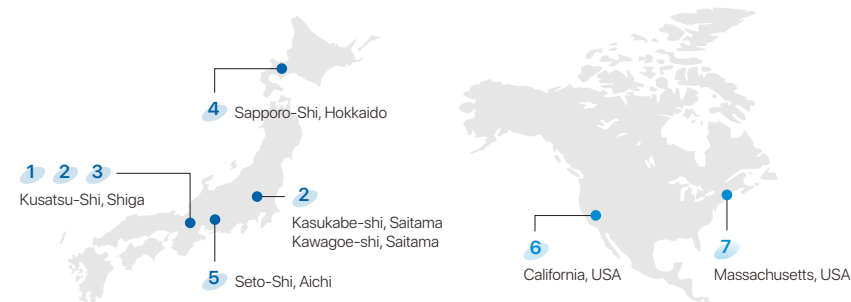 4
Sapporo-Shi, Hokkaido
1 2 3
Kusatsu-Shi, Shiga
2
Kasukabe-shi, Saitama
Kawagoe-shi, Saitama
5
Seto-Shi, Aichi
6
California, USA
7
Massachusetts, USA